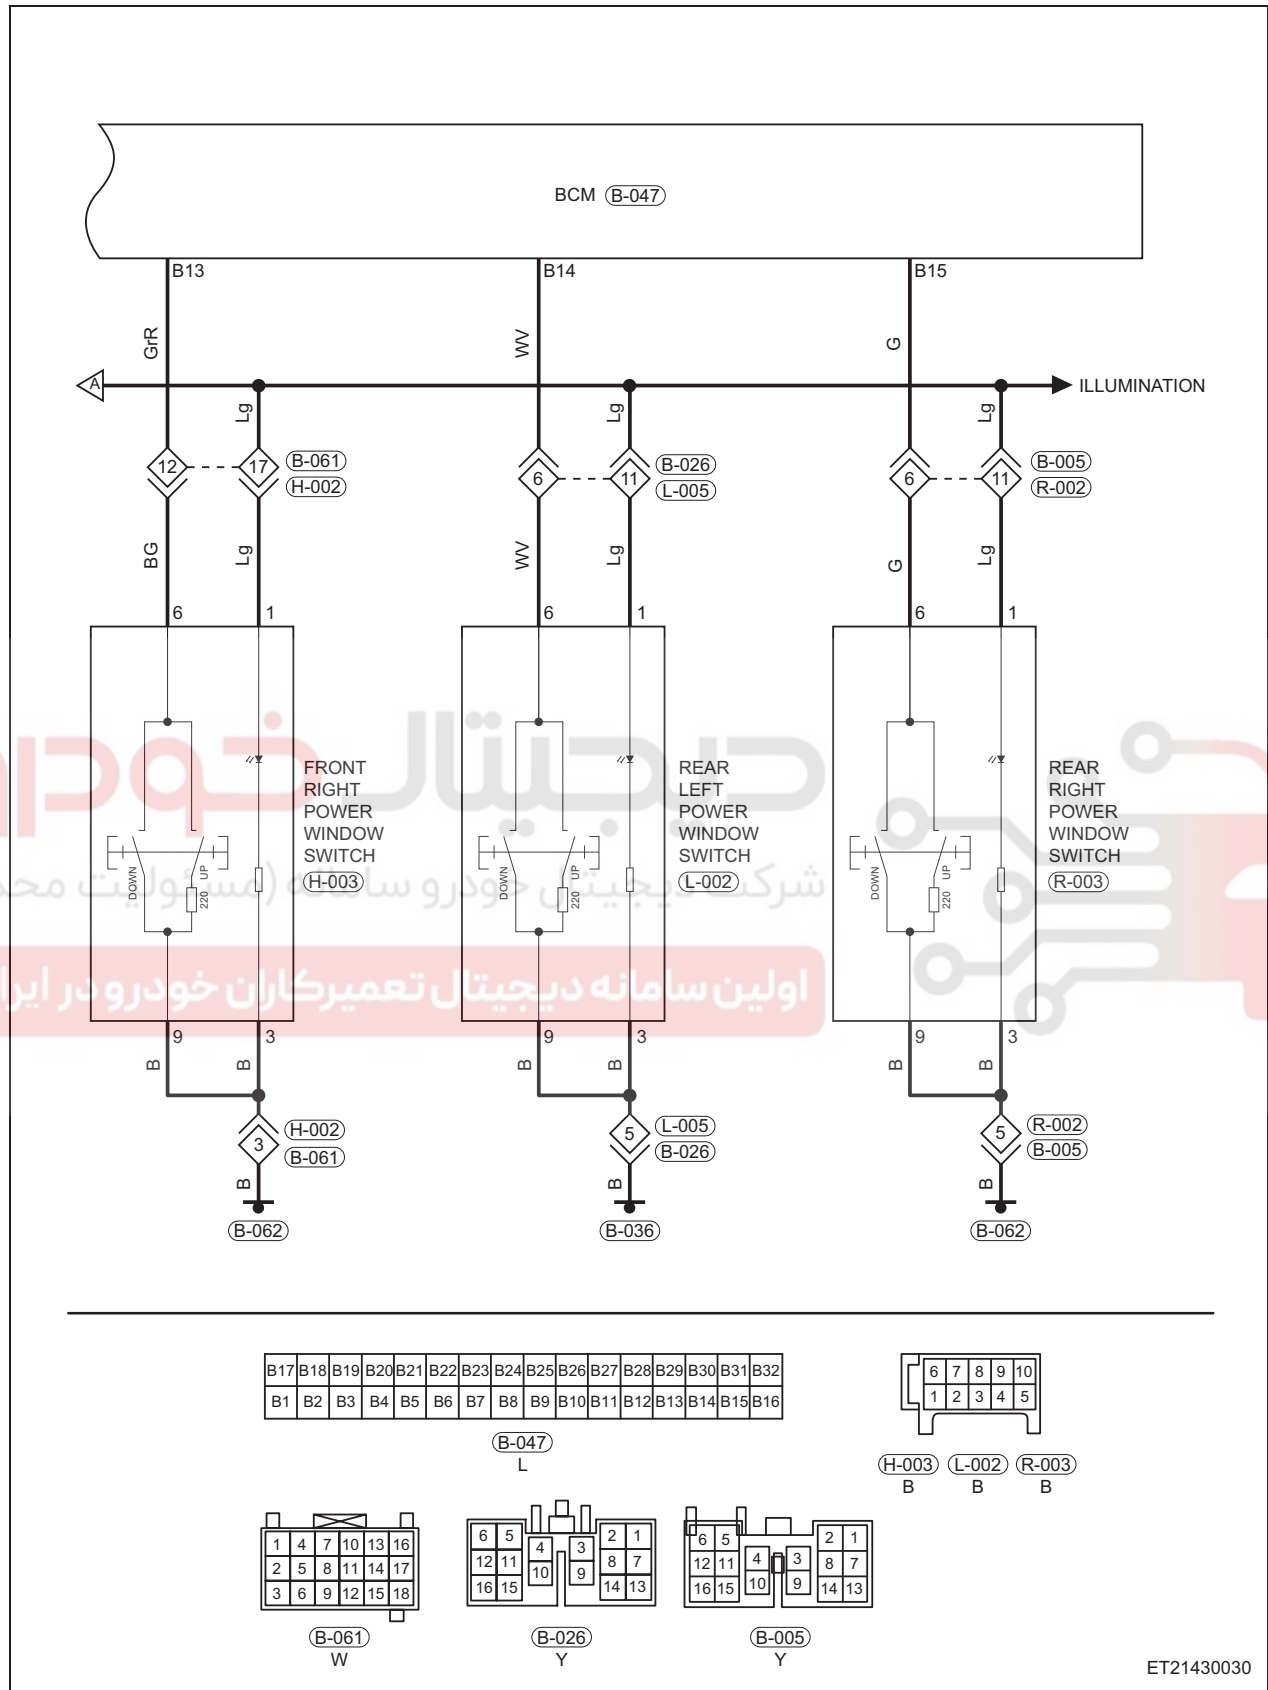 BCM B-047
B13 B14 B15
GrR WV G
A ILLUMINATION
Lg Lg Lg
12 17 B-061 H-002
6 11 B-026 L-005
6 11 B-005 R-002
BG Lg WV Lg G Lg
6 1 6 1 6 1
FRONT
RIGHT
POWER
WINDOW
SWITCH
H-003
DOWN UP 220
REAR
LEFT
POWER
WINDOW
SWITCH
L-002
DOWN UP 220
REAR
RIGHT
POWER
WINDOW
SWITCH
R-003
DOWN UP 220
دیجیتال خودرو
شرکت دیجیتال خودرو سامانه (مسئولیت محد
اولین سامانه دیجیتال تعمیرکاران خودرو در ایرا
9 3 9 3 9 3
B B B B B B
3 H-002 B-061
5 L-005 B-026
5 R-002 B-005
B B B
B-062 B-036 B-062
B17 B18 B19 B20 B21 B22 B23 B24 B25 B26 B27 B28 B29 B30 B31 B32
B1 B2 B3 B4 B5 B6 B7 B8 B9 B10 B11 B12 B13 B14 B15 B16
B-047
L
6 7 8 9 10
1 2 3 4 5
H-003 L-002 R-003
B B B
1 4 7 10 13 16
2 5 8 11 14 17
3 6 9 12 15 18
B-061
W
6 5 4 3 2 1
12 11 10 9 8 7
16 15 14 13
B-026
Y
6 5 4 3 2 1
12 11 10 9 8 7
16 15 14 13
B-005
Y
ET21430030